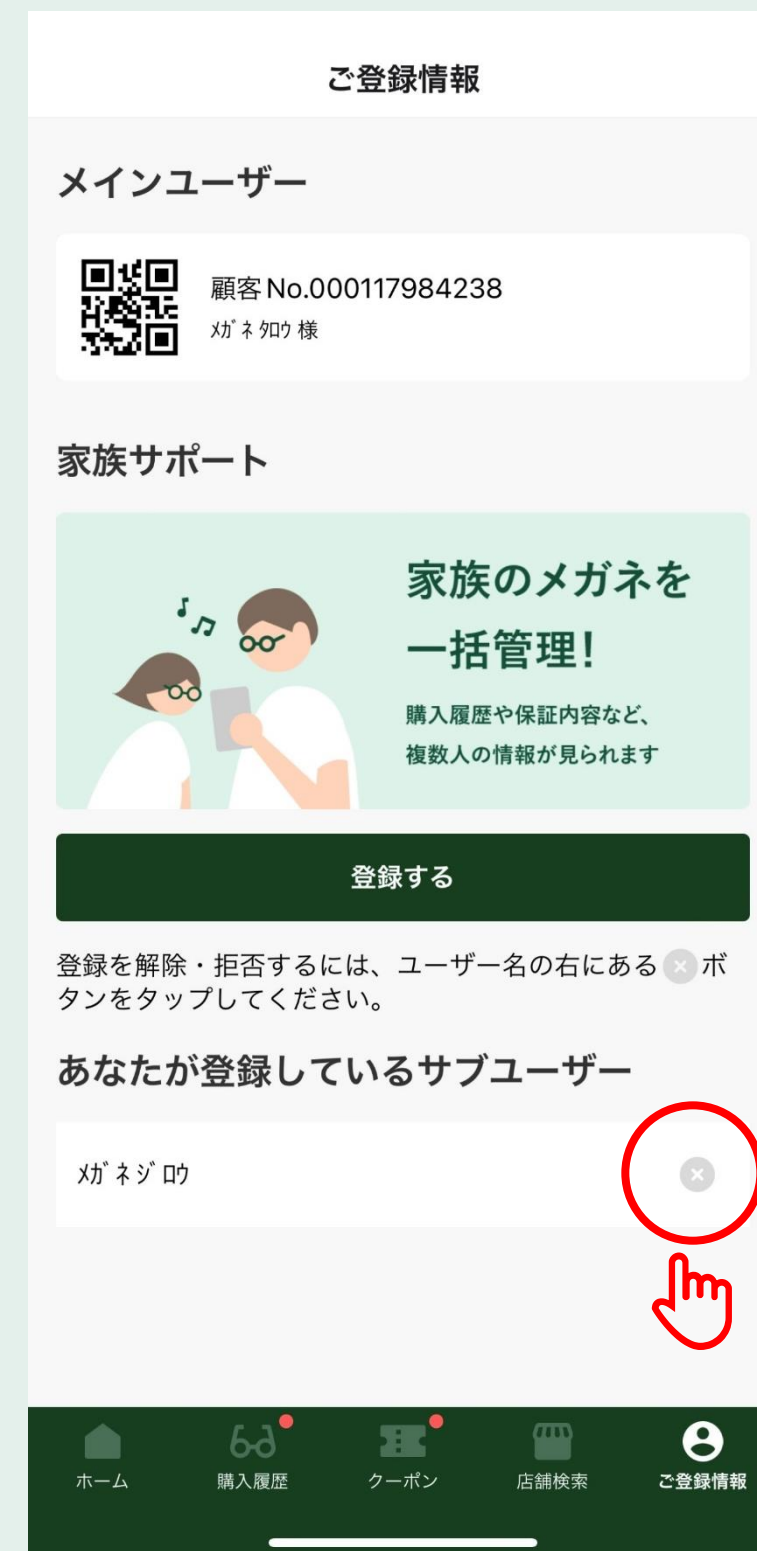 ご登録情報
メインユーザー
顧客No.000117984238
ﾒｶﾞﾈ ﾀﾛｳ 様
家族サポート
家族のメガネを
一括管理!
購入履歴や保証内容など、
複数人の情報が見られます
登録する
登録を解除・拒否するには、ユーザー名の右にある ボ
タンをタップしてください。
あなたが登録しているサブユーザー
ﾒｶﾞﾈｼﾞﾛｳ
ホーム 購入履歴 クーポン 店舗検索 ご登録情報